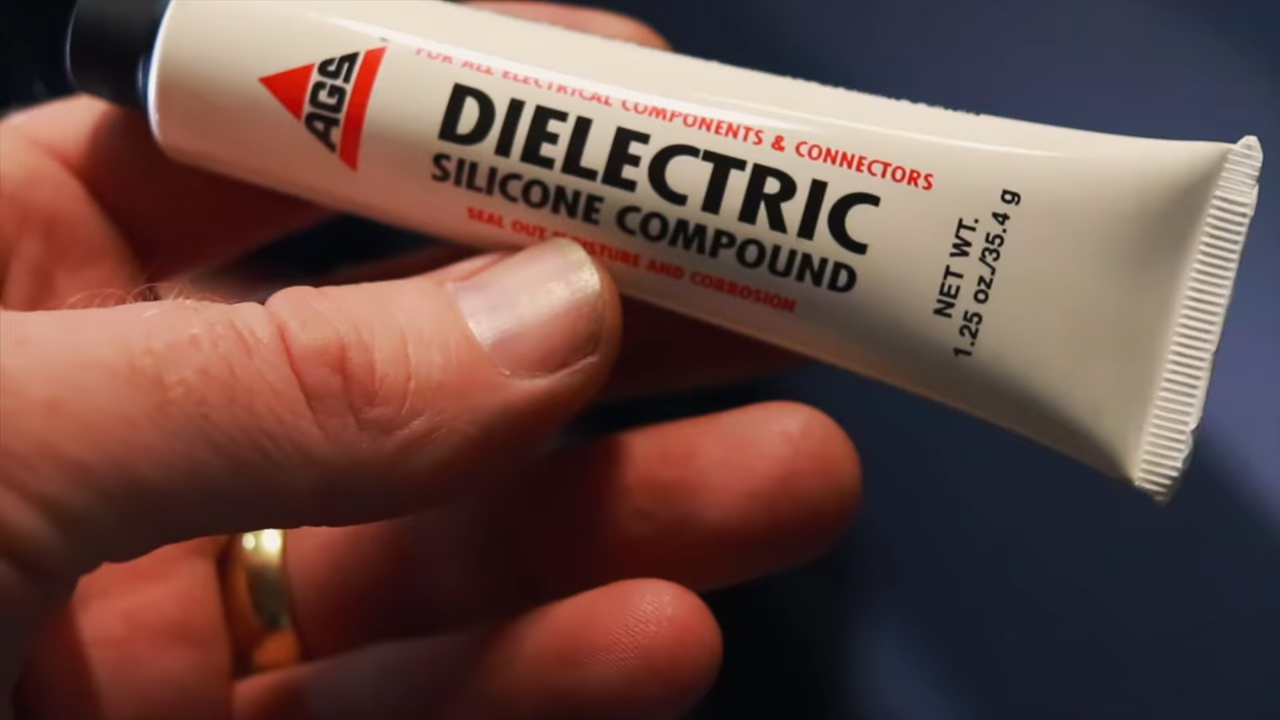 AGS
FOR ALL ELECTRICAL COMPONENTS & CONNECTORS
DIELECTRIC
SILICONE COMPOUND
SEAL OUT MOISTURE AND CORROSION
NET WT.
1.25 oz./35.4 g